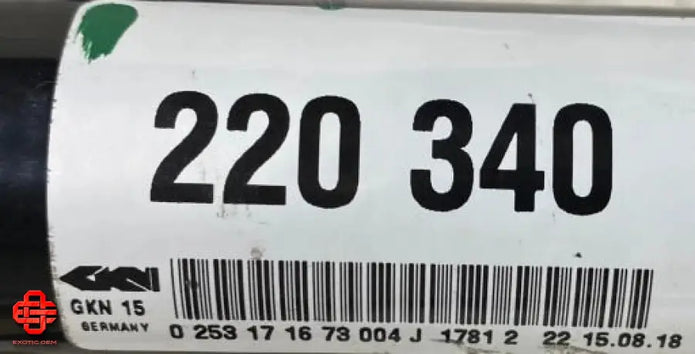 220 340
GKN
GKN 15
GERMANY
0 253 17 16 73 004 J 1781 2 22 15.08.18
EXOTIC OEM